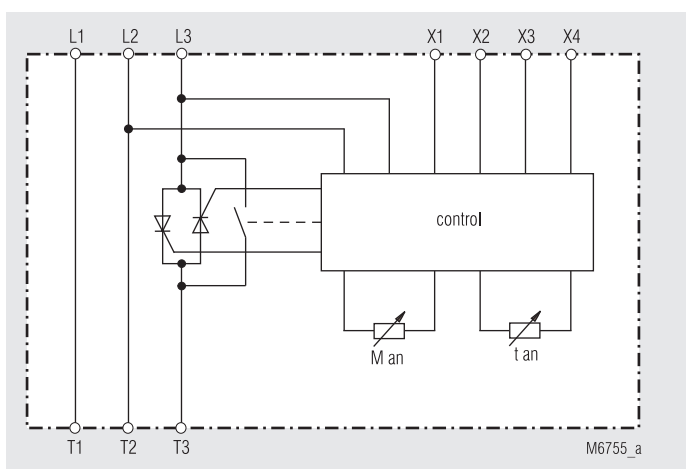 L1 L2 L3 X1 X2 X3 X4
control
M an
t an
T1 T2 T3
M6755_a